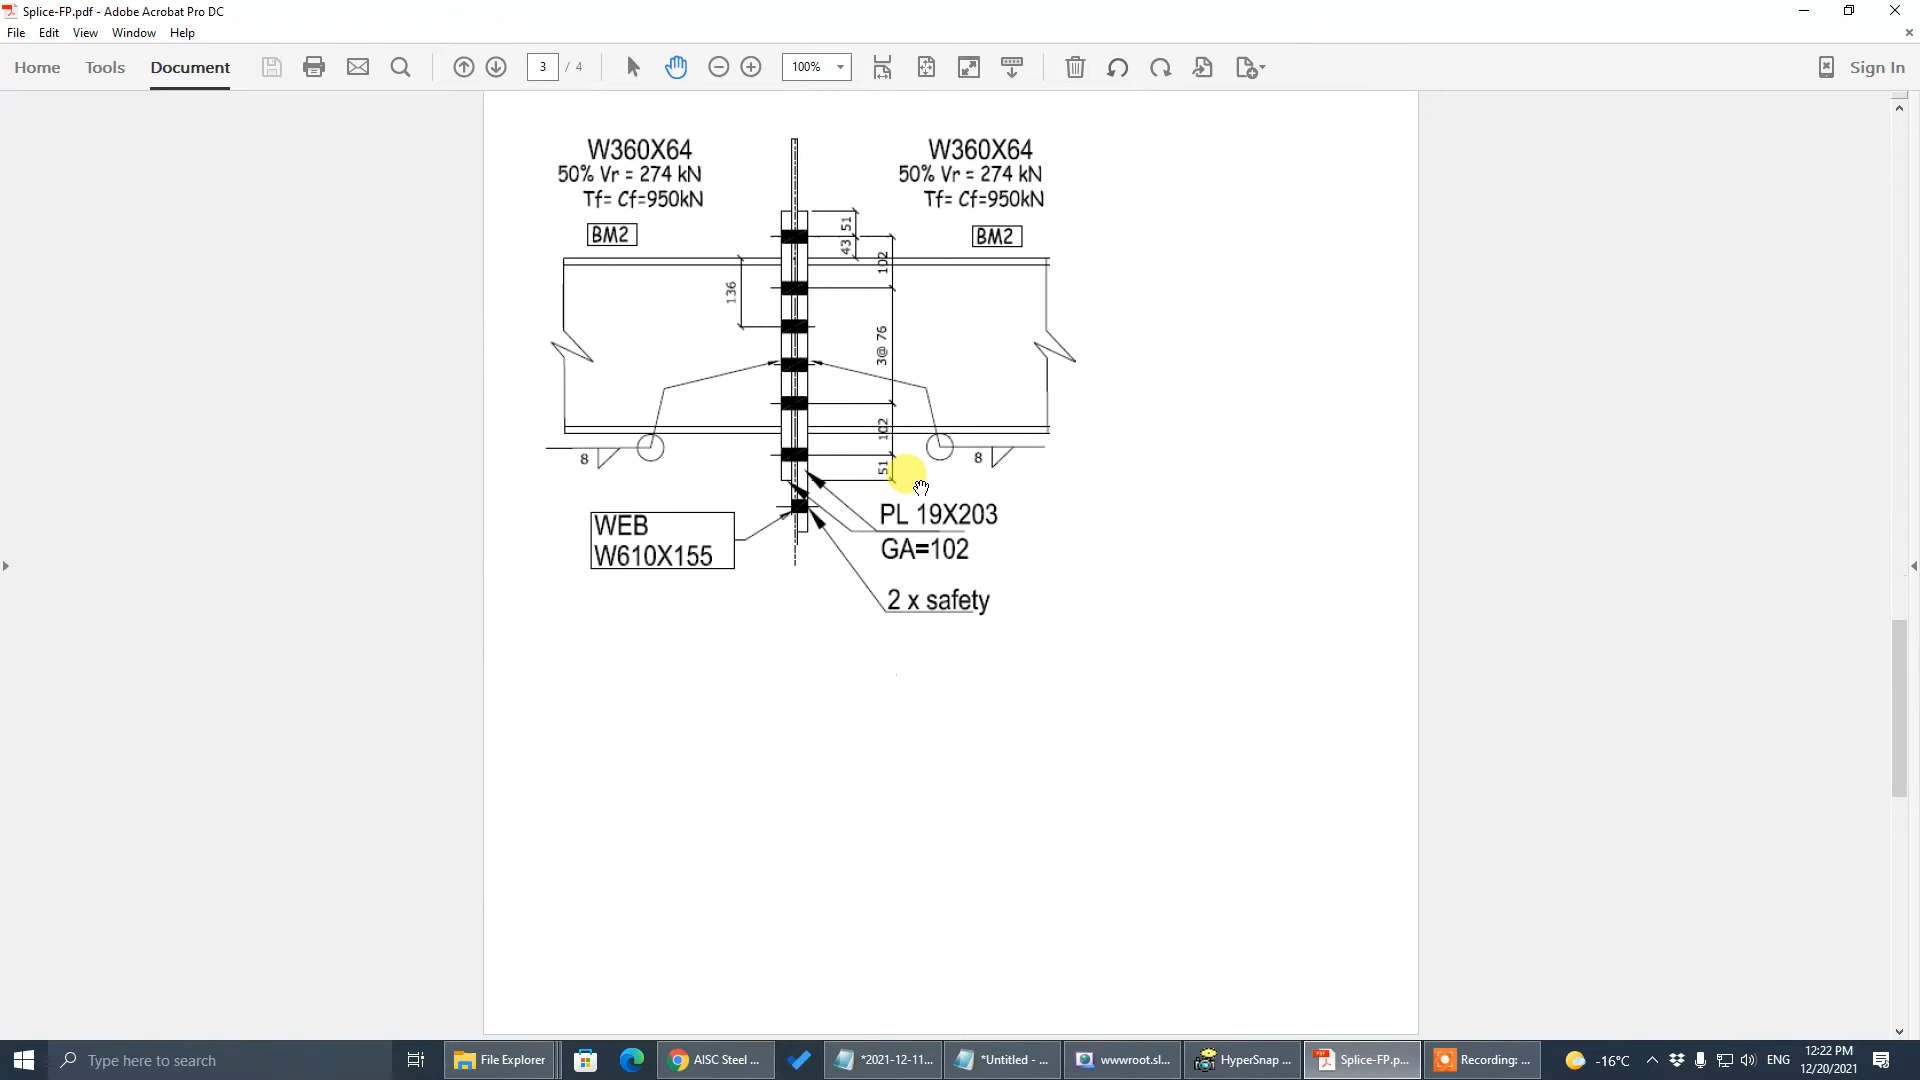 Splice-FP.pdf - Adobe Acrobat Pro DC
File Edit View Window Help
Home Tools Document 3 / 4 100% Sign In
W360X64
50% Vr = 274 kN
Tf= Cf=950kN
BM2
W360X64
50% Vr = 274 kN
Tf= Cf=950kN
BM2
51
43
102
136
3@ 76
102
51
8
8
PL 19X203
GA=102
WEB
W610X155
2 x safety
Type here to search
File Explorer
AISC Steel ...
*2021-12-11...
*Untitled - ...
wwwroot.sl...
HyperSnap ...
Splice-FP.p...
Recording: ...
-16°C
ENG
12:22 PM
12/20/2021